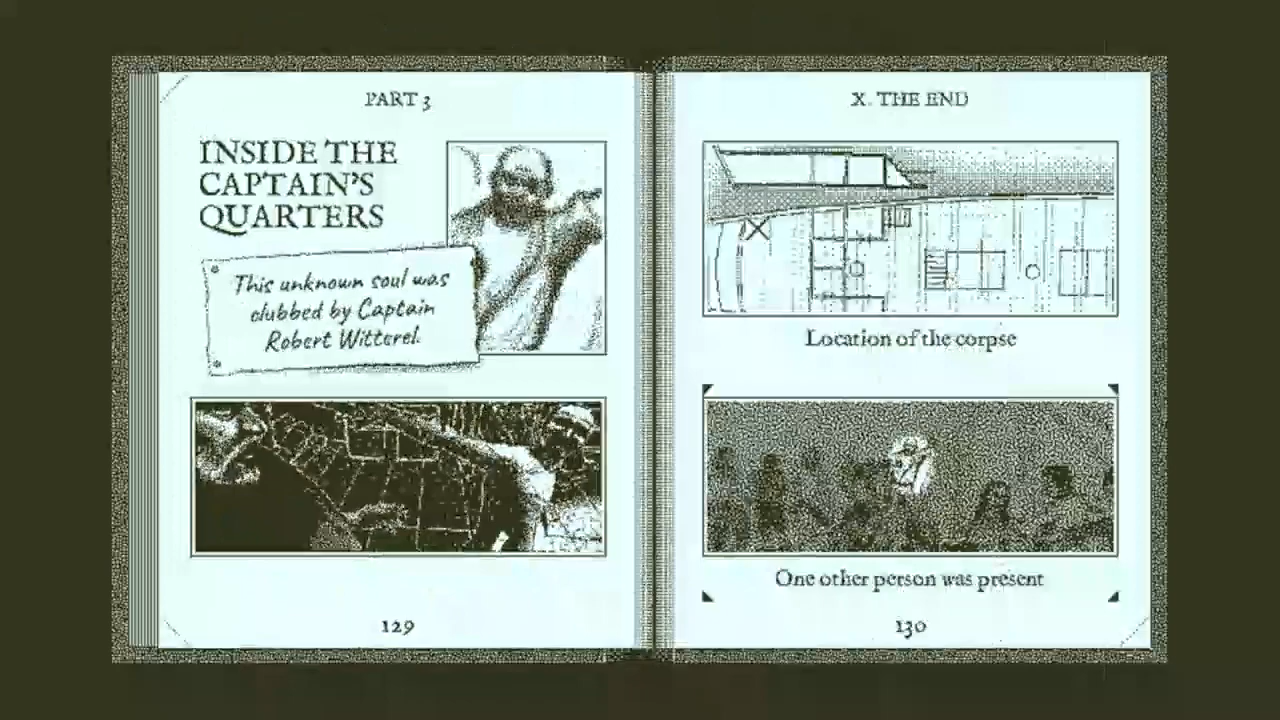 PART 3
INSIDE THE
CAPTAIN'S
QUARTERS
This unknown soul was
clubbed by Captain
Robert Witterel.
129
X. THE END
Location of the corpse
One other person was present
130